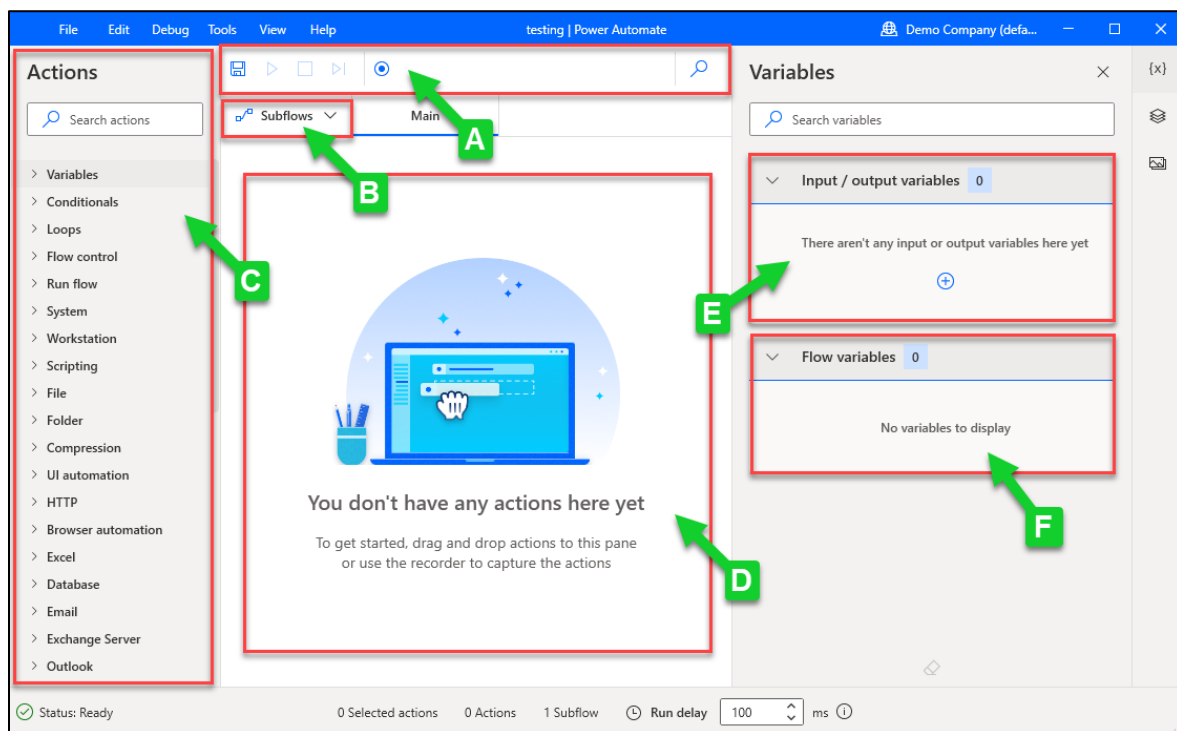 File Edit Debug Tools View Help testing | Power Automate Demo Company (defa...
Actions
Search actions
Variables
Conditionals
Loops
Flow control
Run flow
System
Workstation
Scripting
File
Folder
Compression
UI automation
HTTP
Browser automation
Excel
Database
Email
Exchange Server
Outlook
C
A
Subflows Main
B
You don't have any actions here yet
To get started, drag and drop actions to this pane
or use the recorder to capture the actions
D
Variables {x}
Search variables
Input / output variables 0
There aren't any input or output variables here yet
E
Flow variables 0
No variables to display
F
Status: Ready 0 Selected actions 0 Actions 1 Subflow Run delay 100 ms